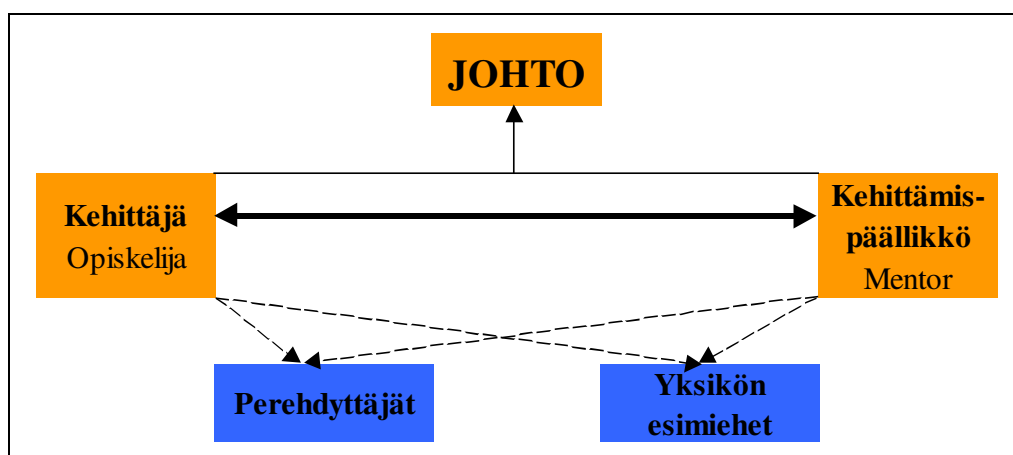 JOHTO
Kehittäjä
Opiskelija
Kehittämis-
päällikkö
Mentor
Perehdyttäjät
Yksikön
esimiehet